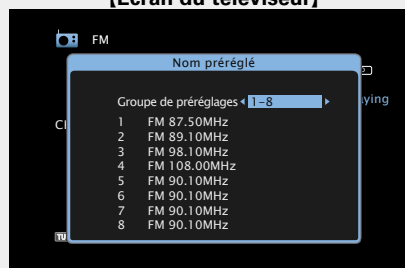 [Écran du téléviseur]
FM
Nom préréglé
Groupe de préréglages 1-8
ying
CH
1 FM 87.50MHz
2 FM 89.10MHz
3 FM 98.10MHz
4 FM 108.00MHz
5 FM 90.10MHz
6 FM 90.10MHz
7 FM 90.10MHz
8 FM 90.10MHz
TU